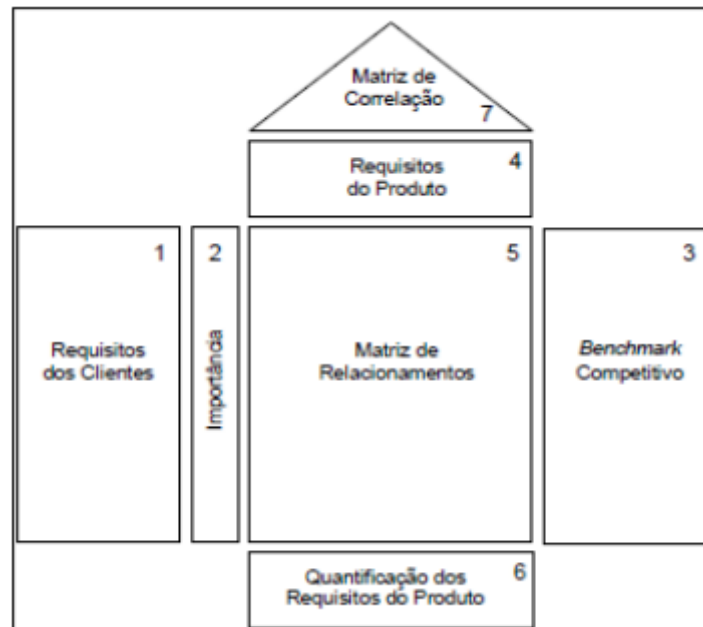 Matriz de
Correlação
7
Requisitos
do Produto
4
1
Requisitos
dos Clientes
2
Importância
5
Matriz de
Relacionamentos
3
Benchmark
Competitivo
Quantificação dos
Requisitos do Produto
6